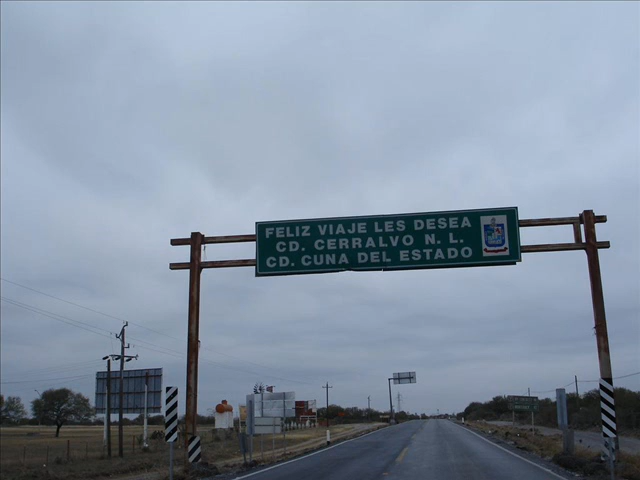 FELIZ VIAJE LES DESEA
CD. CERRALVO N. L.
CD. CUNA DEL ESTADO